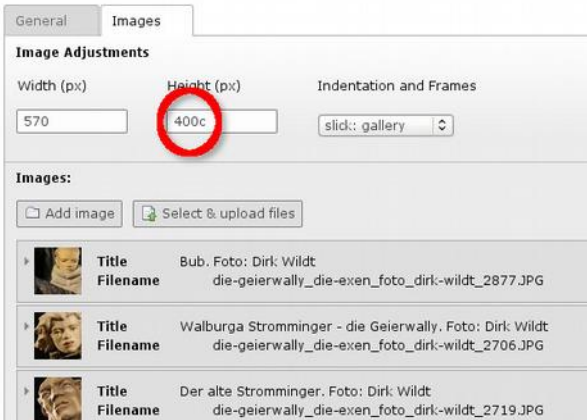 General Images
Image Adjustments
Width (px) Height (px) Indentation and Frames
570 400c slick:: gallery
Images:
Add image Select & upload files
Title Bub. Foto: Dirk Wildt
Filename die-geierwally_die-exen_foto_dirk-wildt_2877.JPG
Title Walburga Stromminger - die Geierwally. Foto: Dirk Wildt
Filename die-geierwally_die-exen_foto_dirk-wildt_2706.JPG
Title Der alte Stromminger. Foto: Dirk Wildt
Filename die-geierwally_die-exen_foto_dirk-wildt_2719.JPG